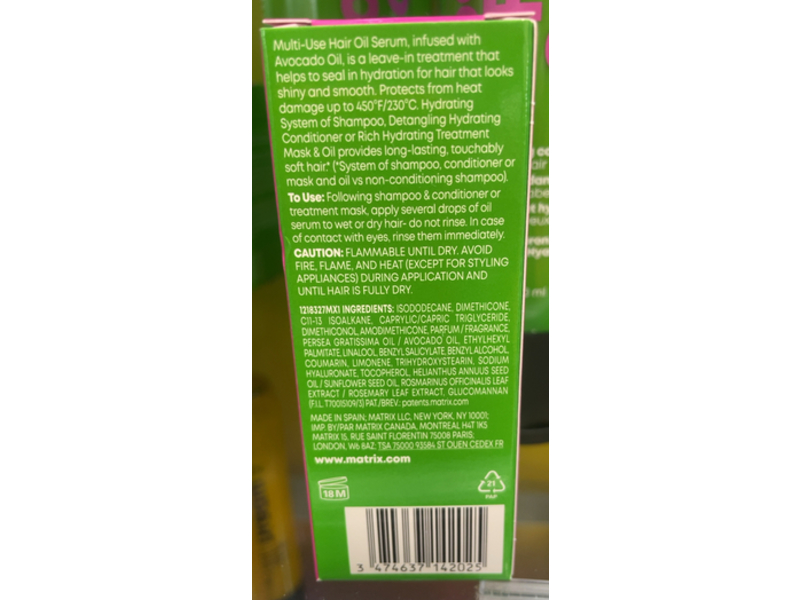 Multi-Use Hair Oil Serum, infused with
Avocado Oil, is a leave-in treatment that
helps to seal in hydration for hair that looks
shiny and smooth. Protects from heat
damage up to 450°F/230°C. Hydrating
System of Shampoo, Detangling Hydrating
Conditioner or Rich Hydrating Treatment
Mask & Oil provides long-lasting, touchably
soft hair.* (*System of shampoo, conditioner or
mask and oil vs non-conditioning shampoo).
To Use: Following shampoo & conditioner or
treatment mask, apply several drops of oil
serum to wet or dry hair- do not rinse. In case
of contact with eyes, rinse them immediately.
CAUTION: FLAMMABLE UNTIL DRY. AVOID
FIRE, FLAME, AND HEAT (EXCEPT FOR STYLING
APPLIANCES) DURING APPLICATION AND
UNTIL HAIR IS FULLY DRY.
1218327MX1 INGREDIENTS: ISODODECANE, DIMETHICONE,
C11-13 ISOALKANE, CAPRYLIC/CAPRIC TRIGLYCERIDE,
DIMETHICONOL, AMODIMETHICONE, PARFUM / FRAGRANCE,
PERSEA GRATISSIMA OIL / AVOCADO OIL, ETHYLHEXYL
PALMITATE, LINALOOL, BENZYL SALICYLATE, BENZYL ALCOHOL,
COUMARIN, LIMONENE, TRIHYDROXYSTEARIN, SODIUM
HYALURONATE, TOCOPHEROL, HELIANTHUS ANNUUS SEED
OIL / SUNFLOWER SEED OIL, ROSMARINUS OFFICINALIS LEAF
EXTRACT / ROSEMARY LEAF EXTRACT, GLUCOMANNAN
(F.I.L. T70015109/3) PAT./BREV.: patents.matrix.com
MADE IN SPAIN; MATRIX LLC, NEW YORK, NY 10001;
IMP. BY/PAR MATRIX CANADA, MONTREAL H4T 1K5
MATRIX 15, RUE SAINT FLORENTIN 75008 PARIS;
LONDON, W6 8AZ; TSA 75000 93584 ST OUEN CEDEX FR
www.matrix.com
18M
21
PAP
3 474637 142025
ml